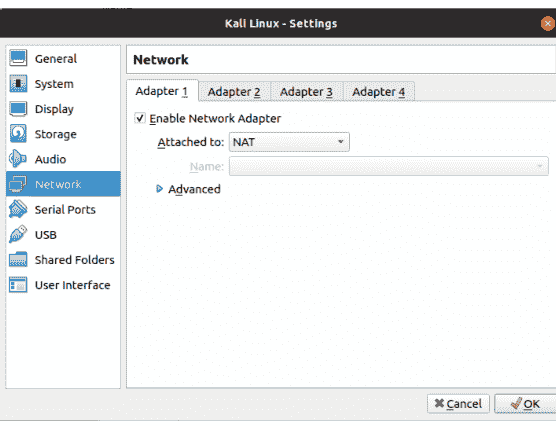 Kali Linux - Settings
General
System
Display
Storage
Audio
Network
Serial Ports
USB
Shared Folders
User Interface
Network
Adapter 1 Adapter 2 Adapter 3 Adapter 4
Enable Network Adapter
Attached to: NAT
Name:
Advanced
Cancel OK